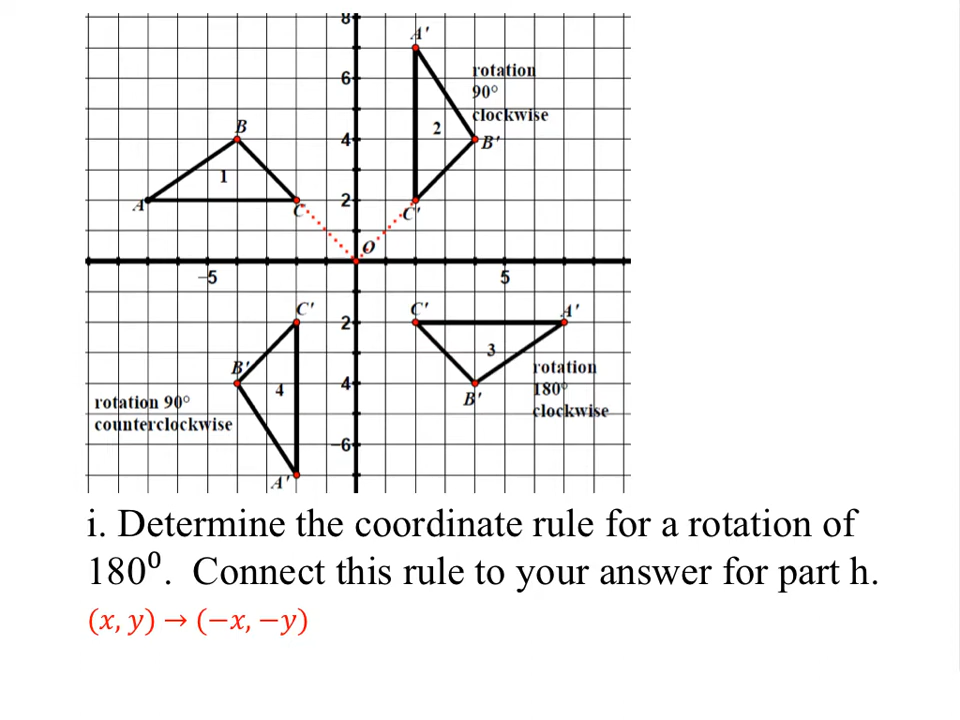 8
A'
6
rotation
90°
clockwise
B
4
2
B'
1
A
2
C
C'
O
-5
5
C'
2
C'
A'
3
B'
4
4
rotation
180°
clockwise
B'
rotation 90°
counterclockwise
-6
A'
i. Determine the coordinate rule for a rotation of
180⁰. Connect this rule to your answer for part h.
(x, y) → (−x, −y)